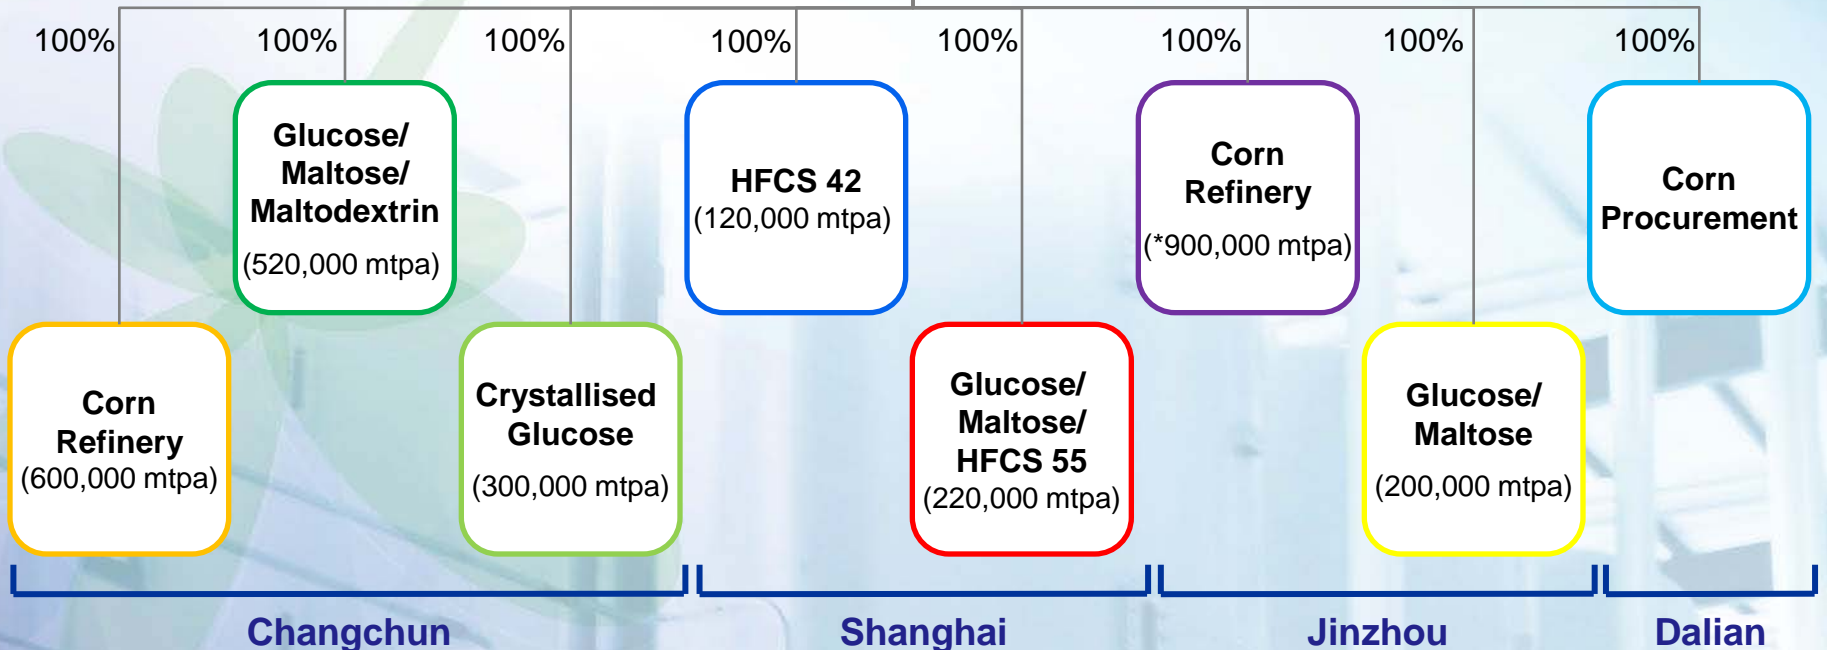 100%
100%
100%
100%
100%
100%
100%
100%
Corn
Refinery
(600,000 mtpa)
Glucose/
Maltose/
Maltodextrin
(520,000 mtpa)
Crystallised
Glucose
(300,000 mtpa)
HFCS 42
(120,000 mtpa)
Glucose/
Maltose/
HFCS 55
(220,000 mtpa)
Corn
Refinery
(*900,000 mtpa)
Glucose/
Maltose
(200,000 mtpa)
Corn
Procurement
Changchun
Shanghai
Jinzhou
Dalian